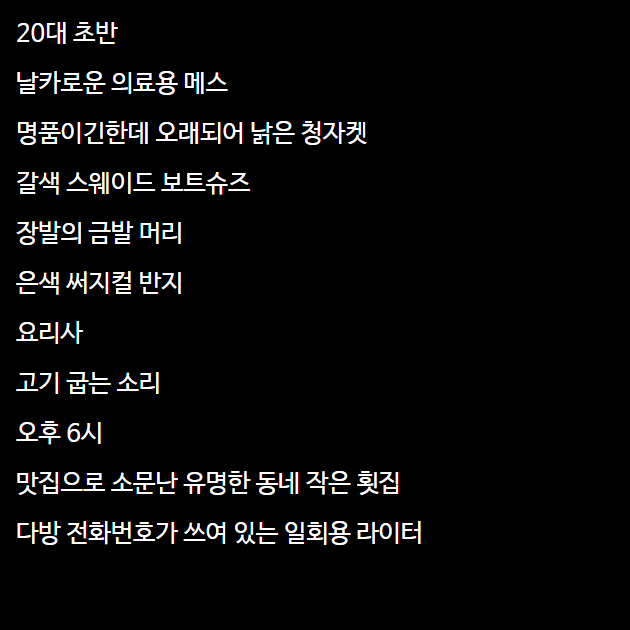 20대 초반
날카로운 의료용 메스
명품이긴한데 오래되어 낡은 청자켓
갈색 스웨이드 보트슈즈
장발의 금발 머리
은색 써지컬 반지
요리사
고기 굽는 소리
오후 6시
맛집으로 소문난 유명한 동네 작은 횟집
다방 전화번호가 쓰여 있는 일회용 라이터